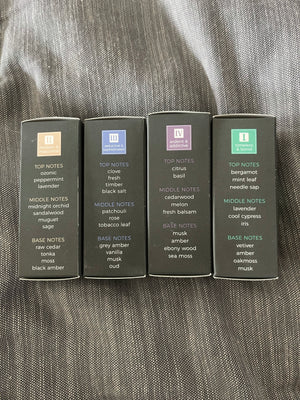 II
TOP NOTES
ozonic
peppermint
lavender
MIDDLE NOTES
midnight orchid
sandalwood
muguet
sage
BASE NOTES
raw cedar
tonka
moss
black amber
III
TOP NOTES
clove
fresh
timber
black salt
MIDDLE NOTES
patchouli
rose
tobacco leaf
BASE NOTES
grey amber
vanilla
musk
oud
IV
ardent &
addictive
TOP NOTES
citrus
basil
MIDDLE NOTES
cedarwood
melon
fresh balsam
BASE NOTES
musk
amber
ebony wood
sea moss
I
TOP NOTES
bergamot
mint leaf
needle sap
MIDDLE NOTES
lavender
cool cypress
iris
BASE NOTES
vetiver
amber
oakmoss
musk